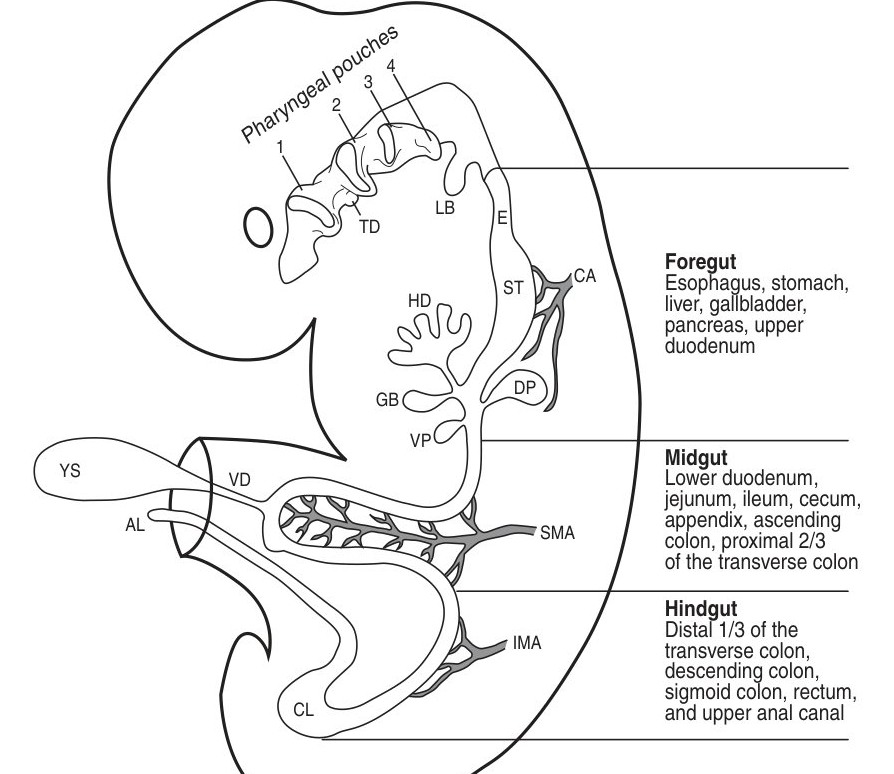 Pharyngeal pouches
1
2
3
4
TD
LB
E
ST
CA
HD
GB
DP
VP
Foregut
Esophagus, stomach,
liver, gallbladder,
pancreas, upper
duodenum
YS
VD
AL
SMA
Midgut
Lower duodenum,
jejunum, ileum, cecum,
appendix, ascending
colon, proximal 2/3
of the transverse colon
IMA
CL
Hindgut
Distal 1/3 of the
transverse colon,
descending colon,
sigmoid colon, rectum,
and upper anal canal